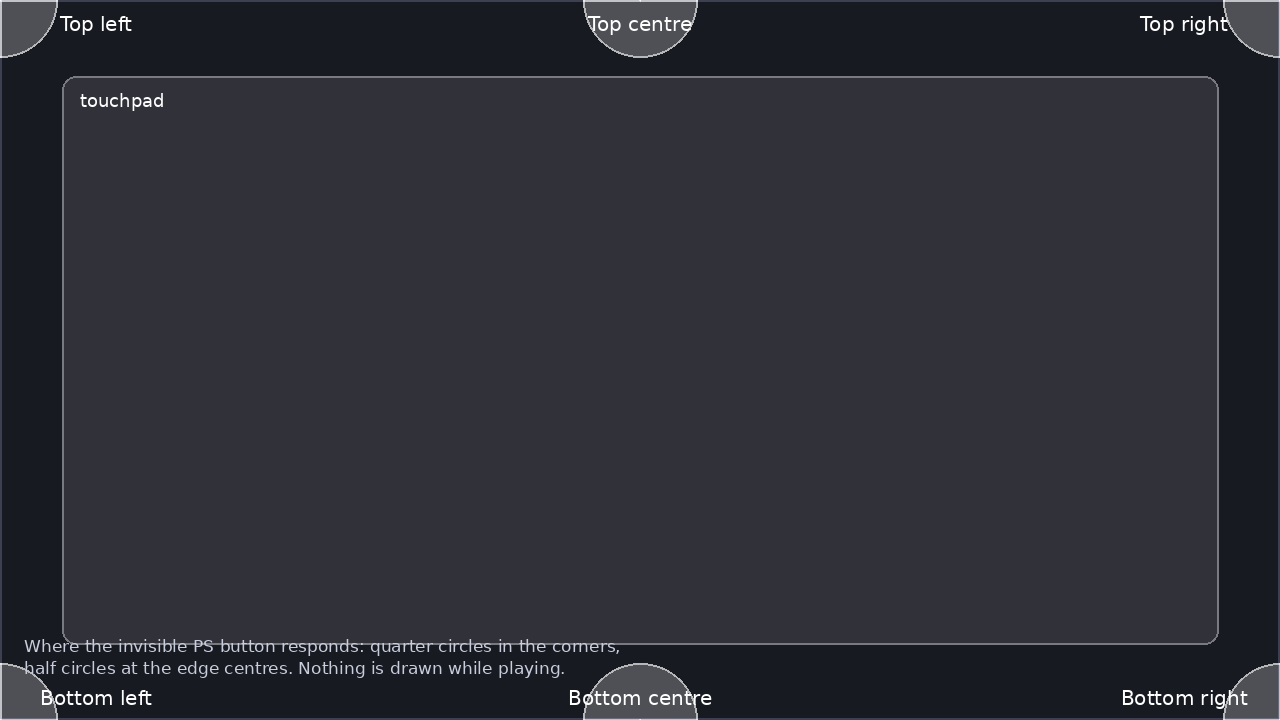 Top left
Top centre
Top right
touchpad
Where the invisible PS button responds: quarter circles in the corners,
half circles at the edge centres. Nothing is drawn while playing.
Bottom left
Bottom centre
Bottom right